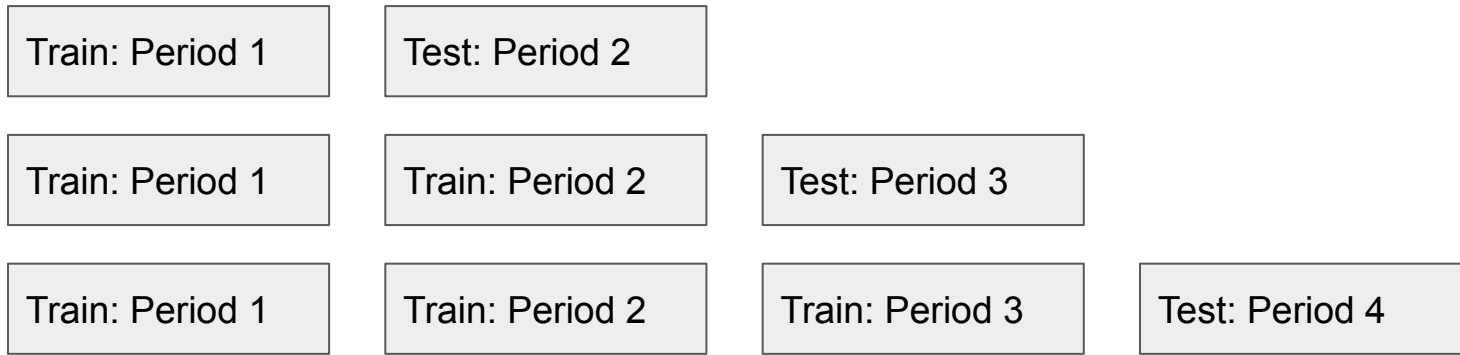 Train: Period 1
Test: Period 2
Train: Period 1
Train: Period 2
Test: Period 3
Train: Period 1
Train: Period 2
Train: Period 3
Test: Period 4